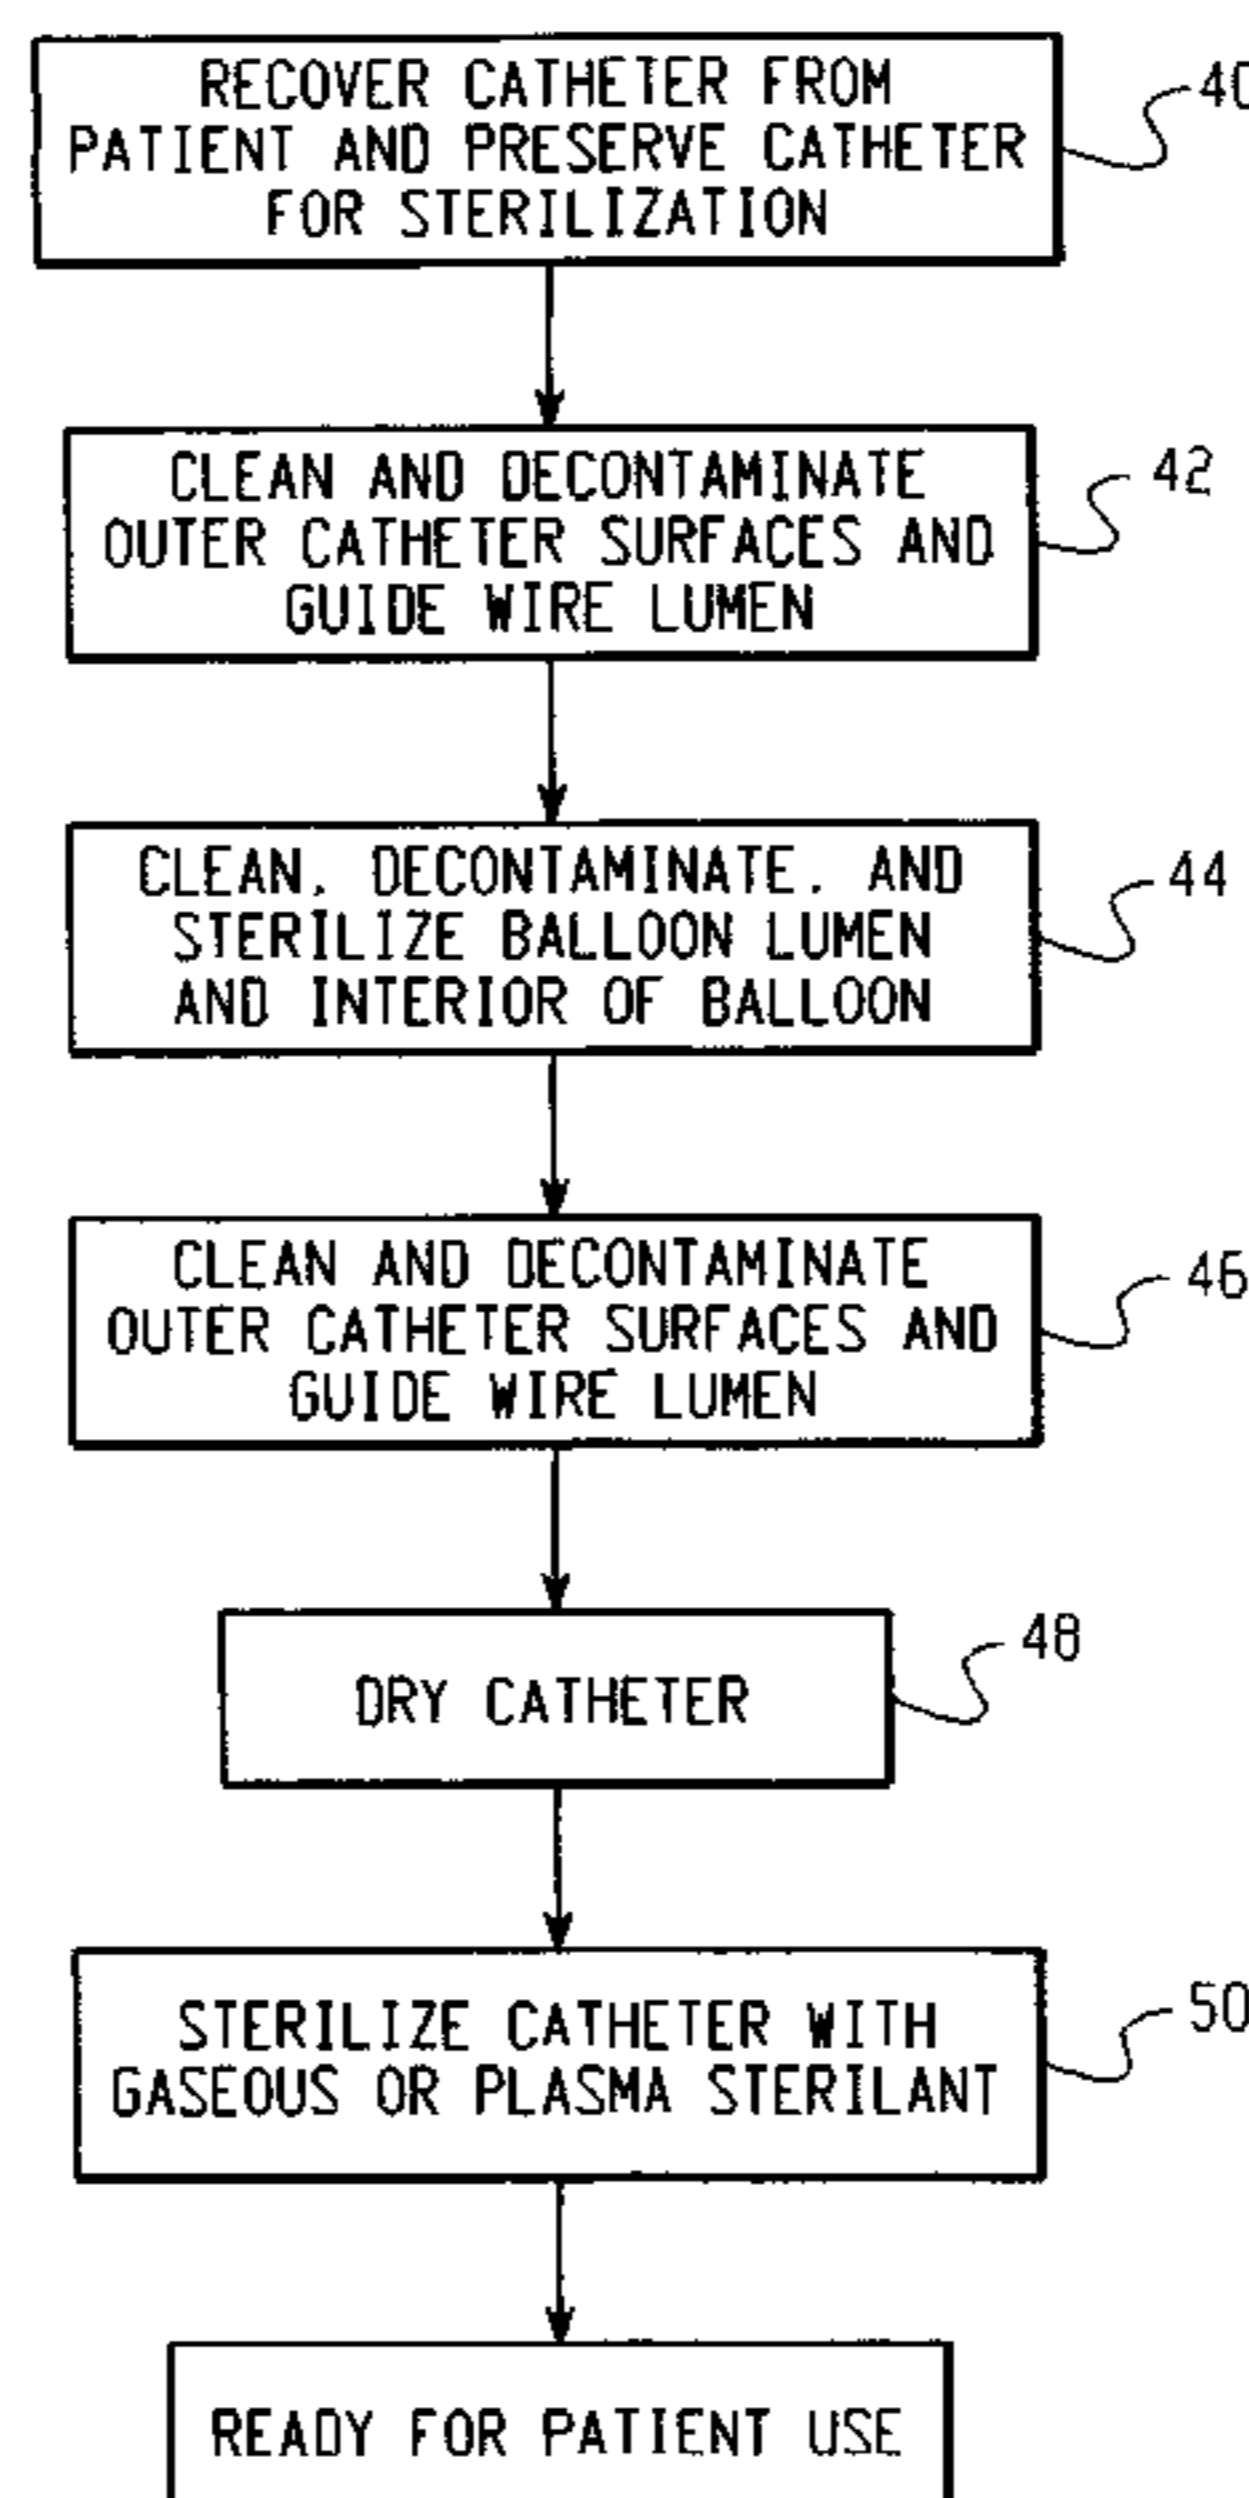 RECOVER CATHETER FROM
PATIENT AND PRESERVE CATHETER
FOR STERILIZATION
40
CLEAN AND DECONTAMINATE
OUTER CATHETER SURFACES AND
GUIDE WIRE LUMEN
42
CLEAN, DECONTAMINATE, AND
STERILIZE BALLOON LUMEN
AND INTERIOR OF BALLOON
44
CLEAN AND DECONTAMINATE
OUTER CATHETER SURFACES AND
GUIDE WIRE LUMEN
46
DRY CATHETER
48
STERILIZE CATHETER WITH
GASEOUS OR PLASMA STERILANT
50
READY FOR PATIENT USE